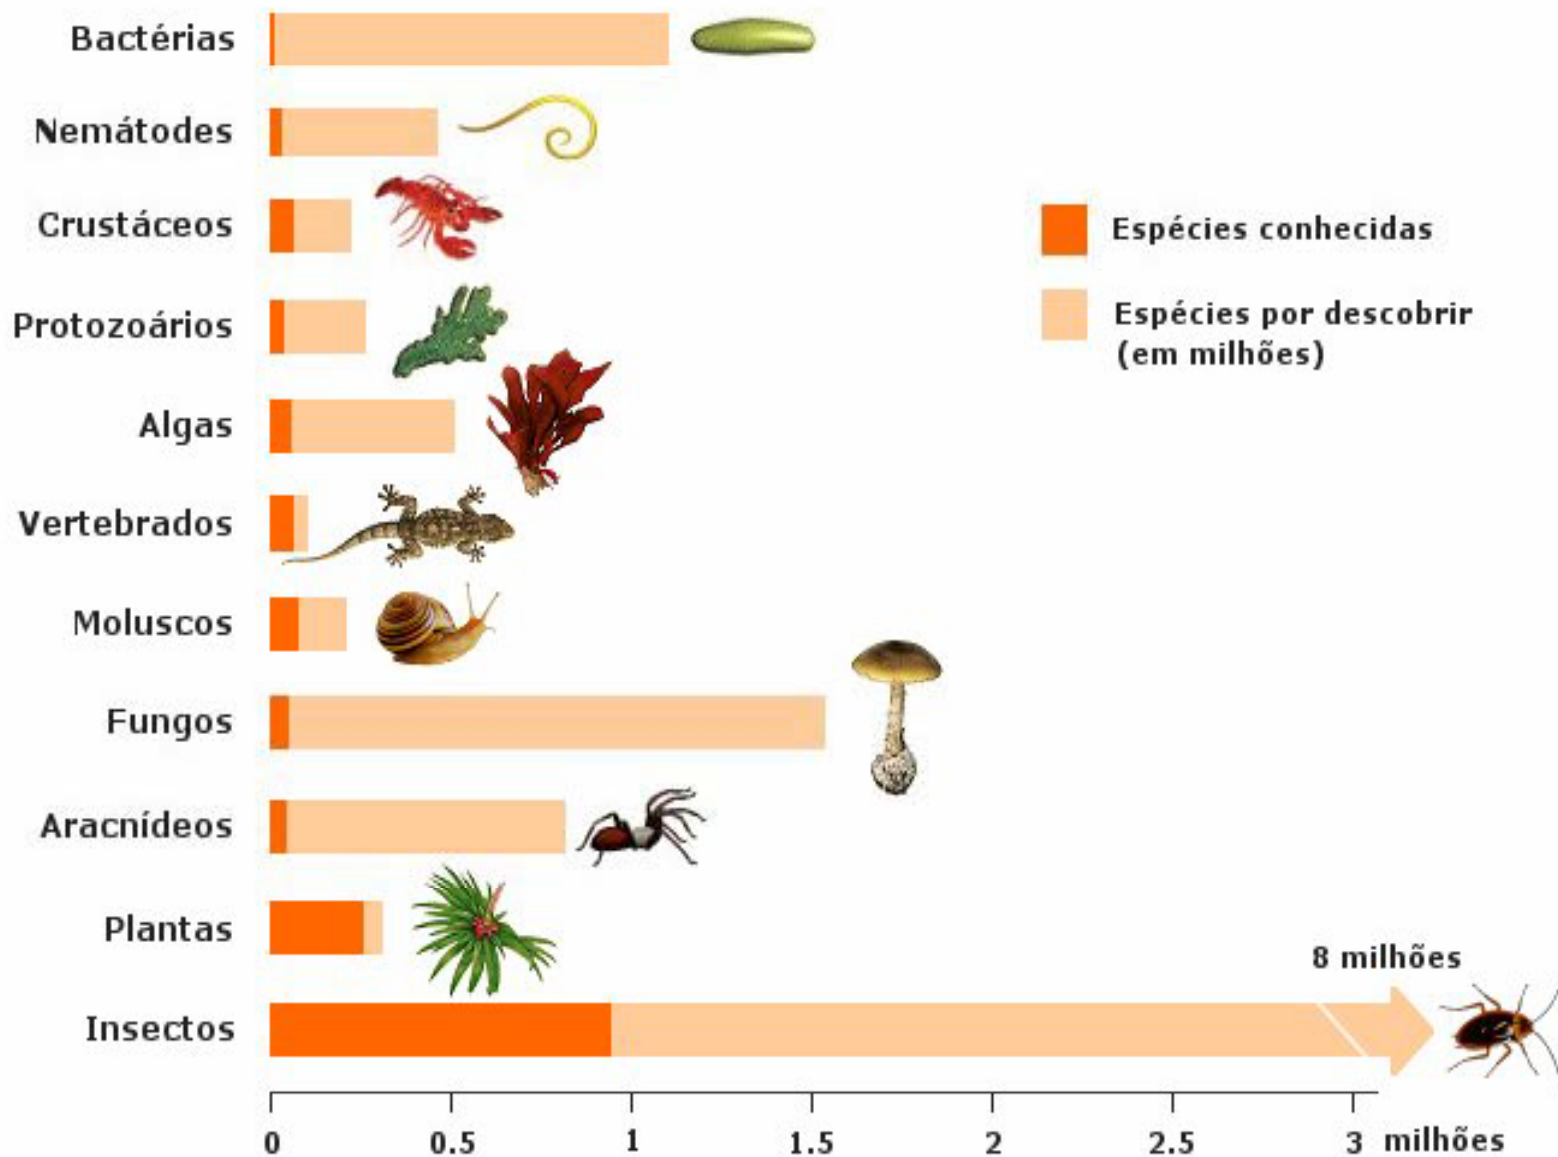 Bactérias
Nemátodes
Crustáceos
Protozoários
Algas
Vertebrados
Moluscos
Fungos
Aracnídeos
Plantas
Insectos
Espécies conhecidas
Espécies por descobrir
(em milhões)
8 milhões
0 0.5 1 1.5 2 2.5 3 milhões